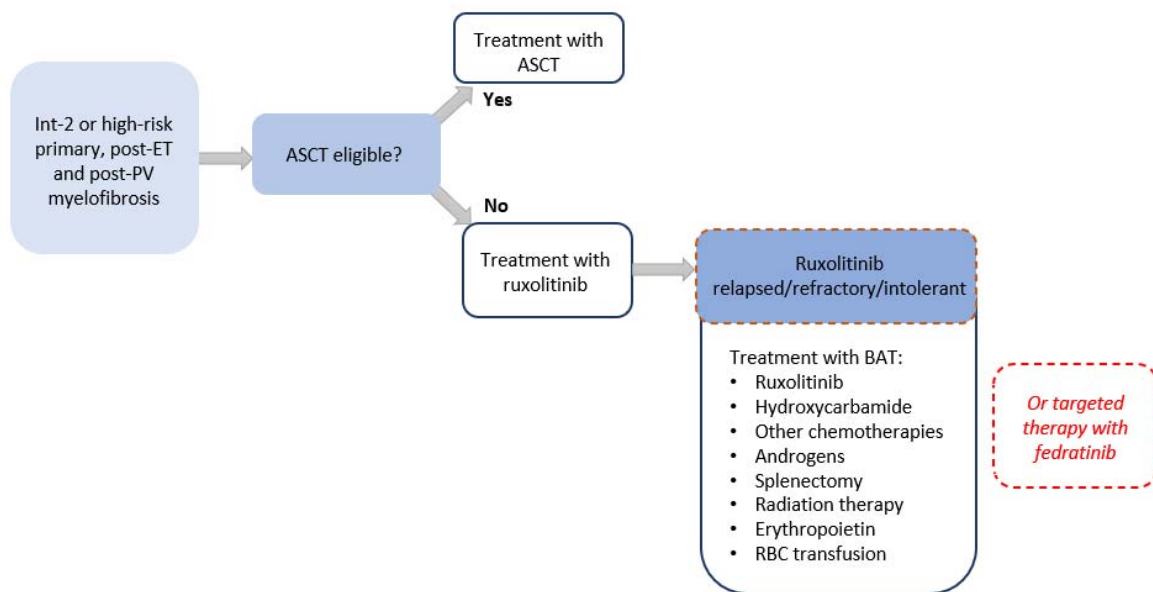 Treatment with
ASCT
Yes
Int-2 or high-risk
primary, post-ET
and post-PV
myelofibrosis
ASCT eligible?
No
Treatment with
ruxolitinib
Ruxolitinib
relapsed/refractory/intolerant
Treatment with BAT:
• Ruxolitinib
• Hydroxycarbamide
• Other chemotherapies
• Androgens
• Splenectomy
• Radiation therapy
• Erythropoietin
• RBC transfusion
Or targeted
therapy with
fedratinib